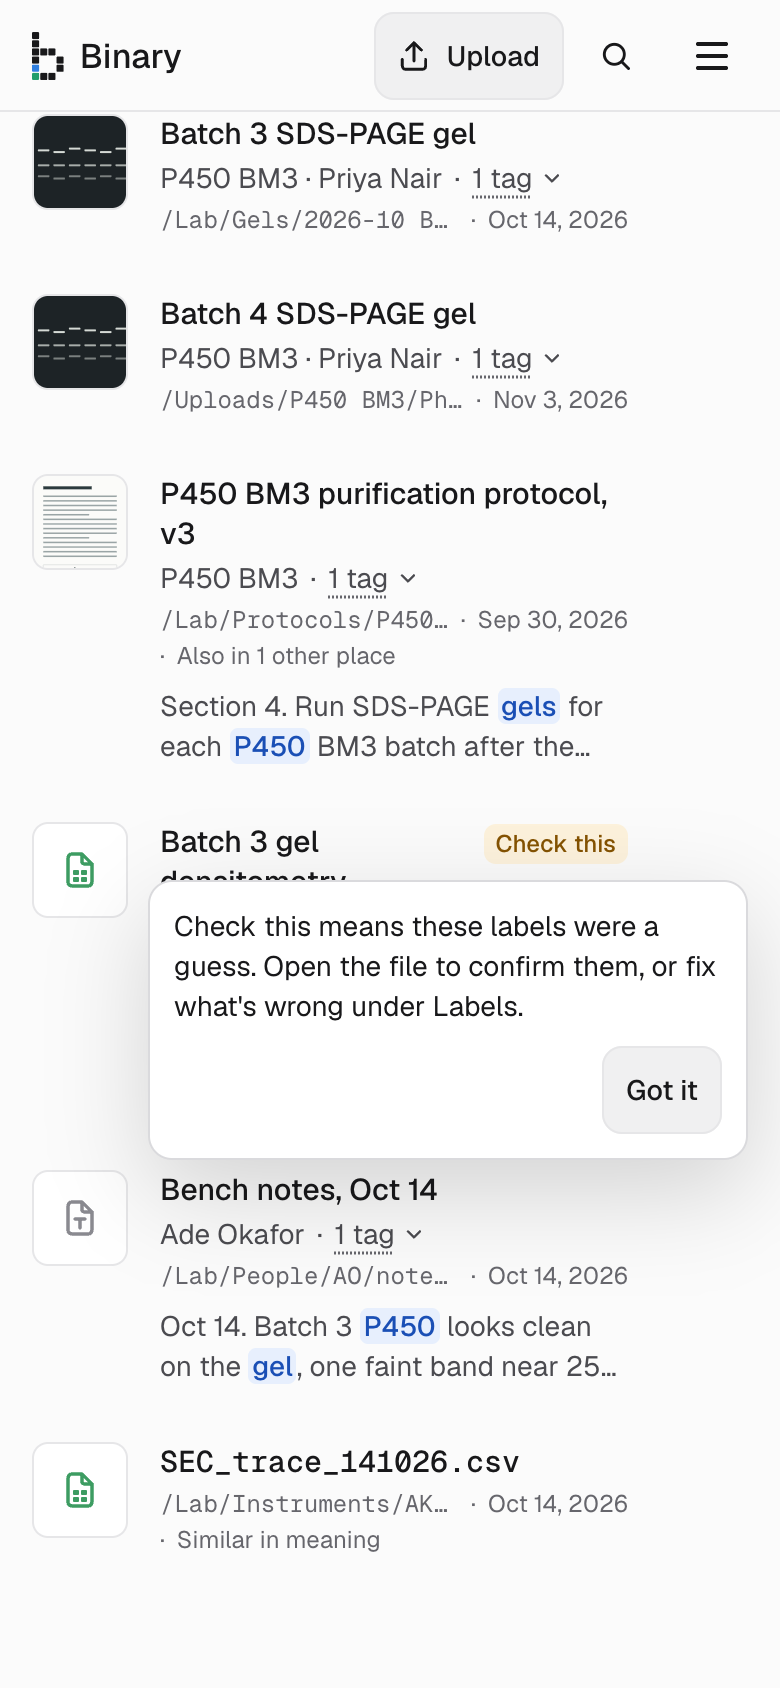 Binary
Upload
Batch 3 SDS-PAGE gel
P450 BM3 · Priya Nair · 1 tag
/Lab/Gels/2026-10 B… · Oct 14, 2026
Batch 4 SDS-PAGE gel
P450 BM3 · Priya Nair · 1 tag
/Uploads/P450 BM3/Ph… · Nov 3, 2026
P450 BM3 purification protocol,
v3
P450 BM3 · 1 tag
/Lab/Protocols/P450… · Sep 30, 2026
· Also in 1 other place
Section 4. Run SDS-PAGE gels for
each P450 BM3 batch after the…
Batch 3 gel
Check this
densitometry
Check this means these labels were a
guess. Open the file to confirm them, or fix
what's wrong under Labels.
Got it
Bench notes, Oct 14
Ade Okafor · 1 tag
/Lab/People/AO/note… · Oct 14, 2026
Oct 14. Batch 3 P450 looks clean
on the gel, one faint band near 25…
SEC_trace_141026.csv
/Lab/Instruments/AK… · Oct 14, 2026
· Similar in meaning